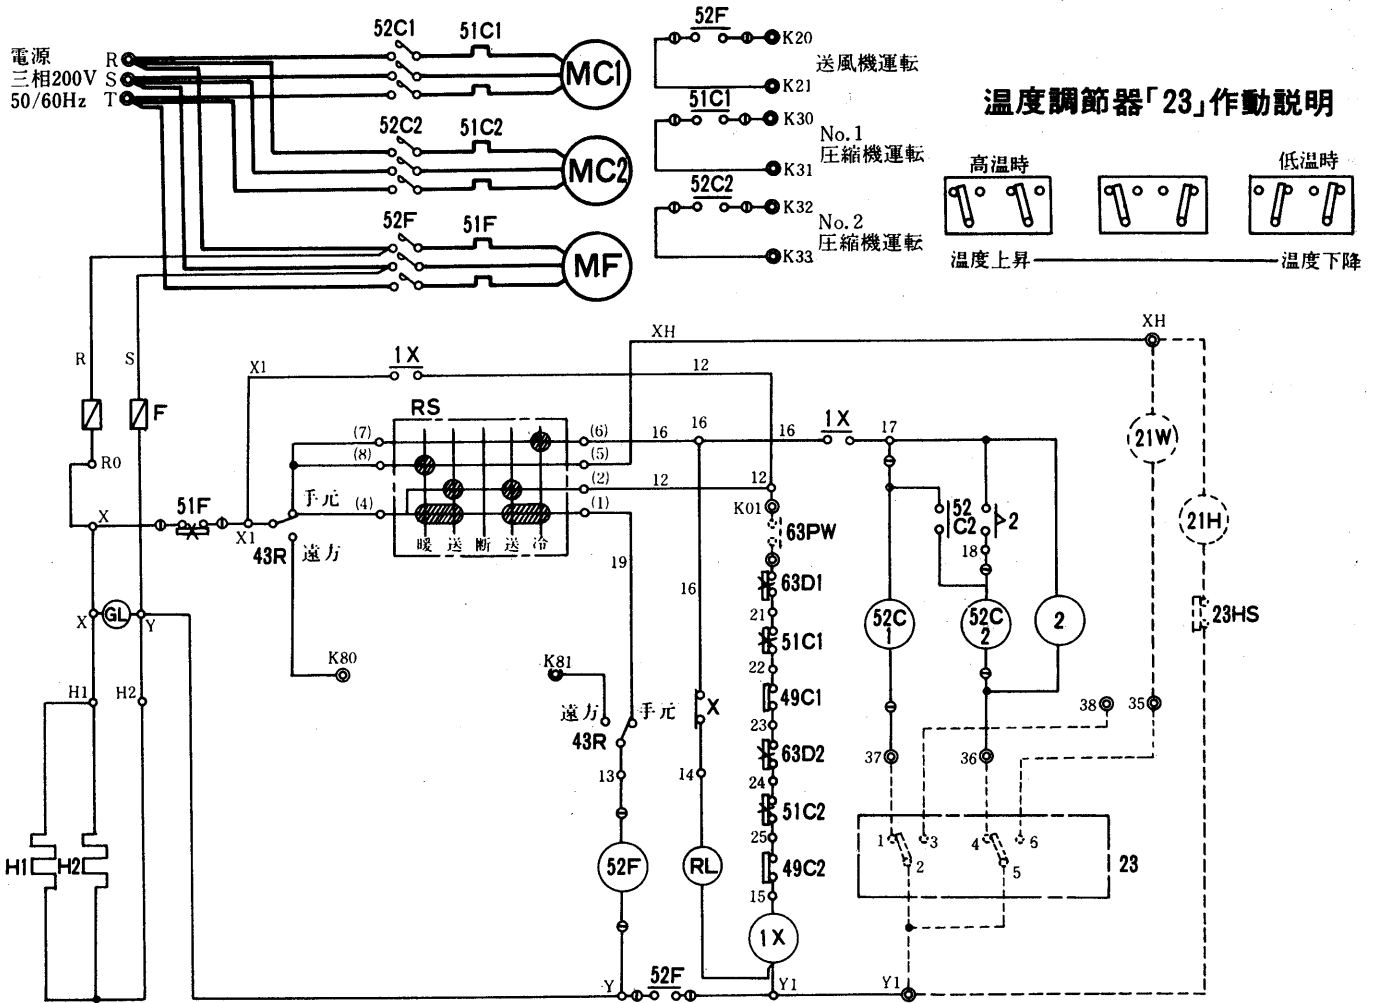 電源
三相200V
50/60Hz
R
S
T
52C1
51C1
MC1
52C2
51C2
MC2
52F
51F
MF
52F
K20
送風機運転
K21
51C1
K30
No.1
圧縮機運転
K31
52C2
K32
No.2
圧縮機運転
K33
温度調節器「23」作動説明
高温時
低温時
温度上昇
温度下降
R
S
F
R0
X1
1X
12
XH
XH
RS
(7)
(8)
(4)
(6)
(5)
(2)
(1)
暖
送
断
送
冷
16
16
16
12
12
1X
17
21W
21H
23HS
X
51F
X1
手元
43R
遠方
19
16
K01
63PW
63D1
21
51C1
22
49C1
23
63D2
24
51C2
25
49C2
15
1X
52
C2
2
18
52C
1
52C
2
2
X
GL
Y
H1
H2
K80
K81
遠方
手元
43R
13
52F
X
14
RL
38
35
37
36
1
3
4
6
2
5
23
H1
H2
Y
52F
Y1
Y1